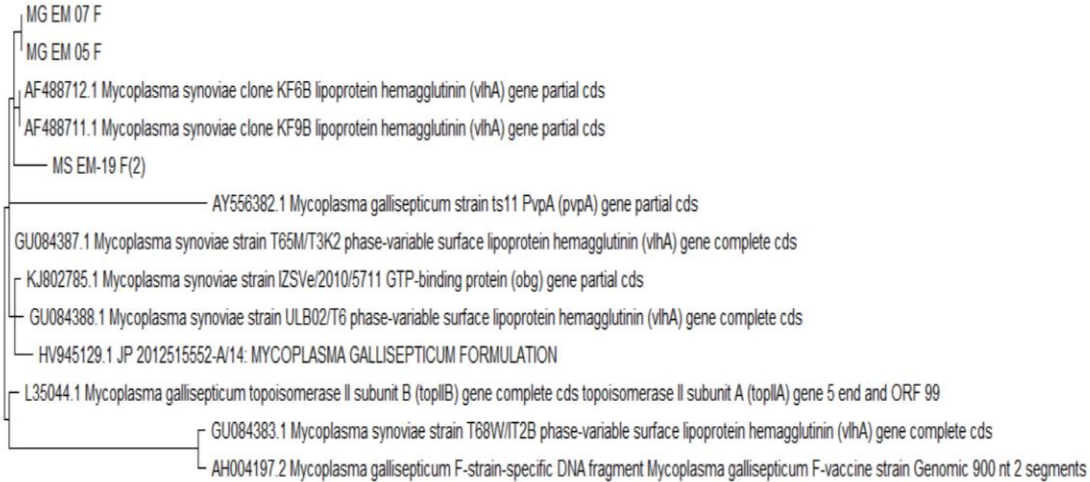 MG EM 07 F
MG EM 05 F
AF488712.1 Mycoplasma synoviae clone KF6B lipoprotein hemagglutinin (vlhA) gene partial cds
AF488711.1 Mycoplasma synoviae clone KF9B lipoprotein hemagglutinin (vlhA) gene partial cds
MS EM-19 F(2)
AY556382.1 Mycoplasma gallisepticum strain ts11 PvpA (pvpA) gene partial cds
GU084387.1 Mycoplasma synoviae strain T65M/T3K2 phase-variable surface lipoprotein hemagglutinin (vlhA) gene complete cds
KJ802785.1 Mycoplasma synoviae strain IZSVe/2010/5711 GTP-binding protein (obg) gene partial cds
GU084388.1 Mycoplasma synoviae strain ULB02/T6 phase-variable surface lipoprotein hemagglutinin (vlhA) gene complete cds
HV945129.1 JP 2012515552-A/14: MYCOPLASMA GALLISEPTICUM FORMULATION
L35044.1 Mycoplasma gallisepticum topoisomerase II subunit B (topIIB) gene complete cds topoisomerase II subunit A (topIIA) gene 5 end and ORF 99
GU084383.1 Mycoplasma synoviae strain T68W/IT2B phase-variable surface lipoprotein hemagglutinin (vlhA) gene complete cds
AH004197.2 Mycoplasma gallisepticum F-strain-specific DNA fragment Mycoplasma gallisepticum F-vaccine strain Genomic 900 nt 2 segments